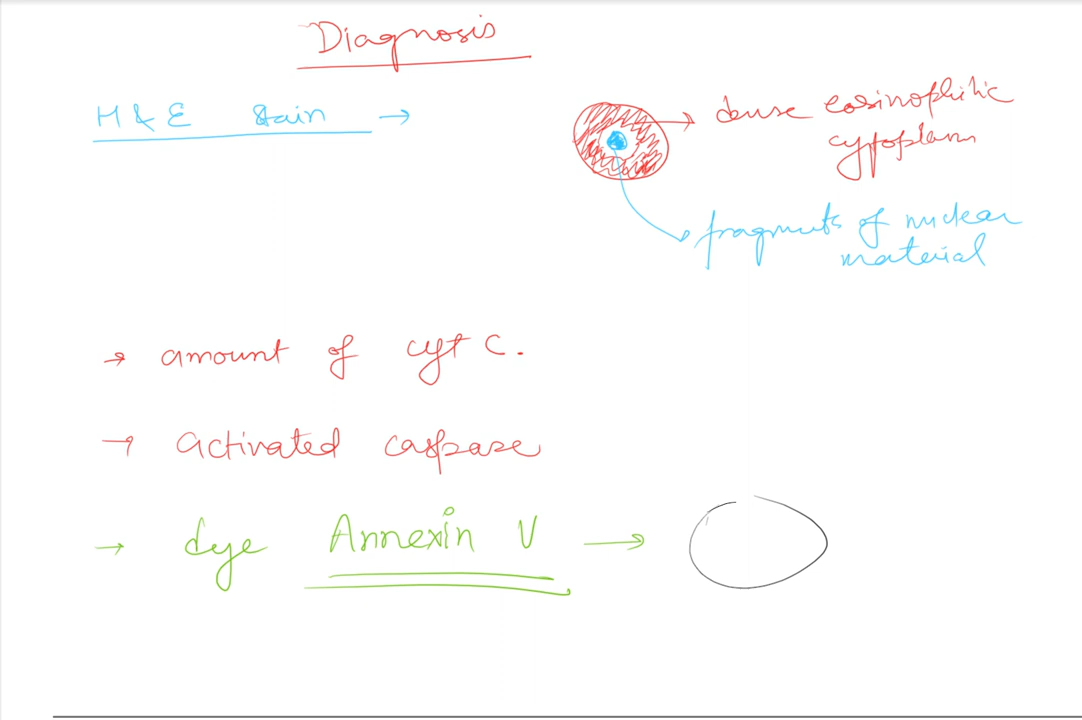 Diagnosis
H & E Stain →
→ dense eosinophilic
cytoplasm
fragments of nuclear
material
→ amount of cyt C.
→ activated caspase
→ dye Annexin V →